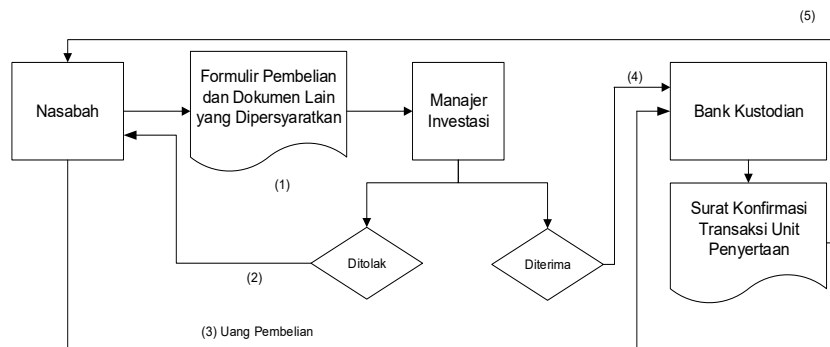 (5)
Nasabah
Formulir Pembelian
dan Dokumen Lain
yang Dipersyaratkan
Manajer
Investasi
(4)
Bank Kustodian
(1)
Surat Konfirmasi
Transaksi Unit
Penyertaan
Ditolak
Diterima
(2)
(3) Uang Pembelian